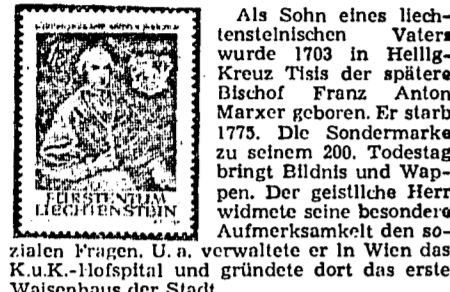 FÜRSTENTUM
LIECHTENSTEIN
Als Sohn eines liech-
tensteinischen Vaters
wurde 1703 in Heilig-
Kreuz Tisis der spätere
Bischof Franz Anton
Marxer geboren. Er starb
1775. Die Sondermarke
zu seinem 200. Todestag
bringt Bildnis und Wap-
pen. Der geistliche Herr
widmete seine besondere
Aufmerksamkeit den so-
zialen Fragen. U. a. verwaltete er in Wien das
K.u.K.-Hofspital und gründete dort das erste
Waisenhaus der Stadt